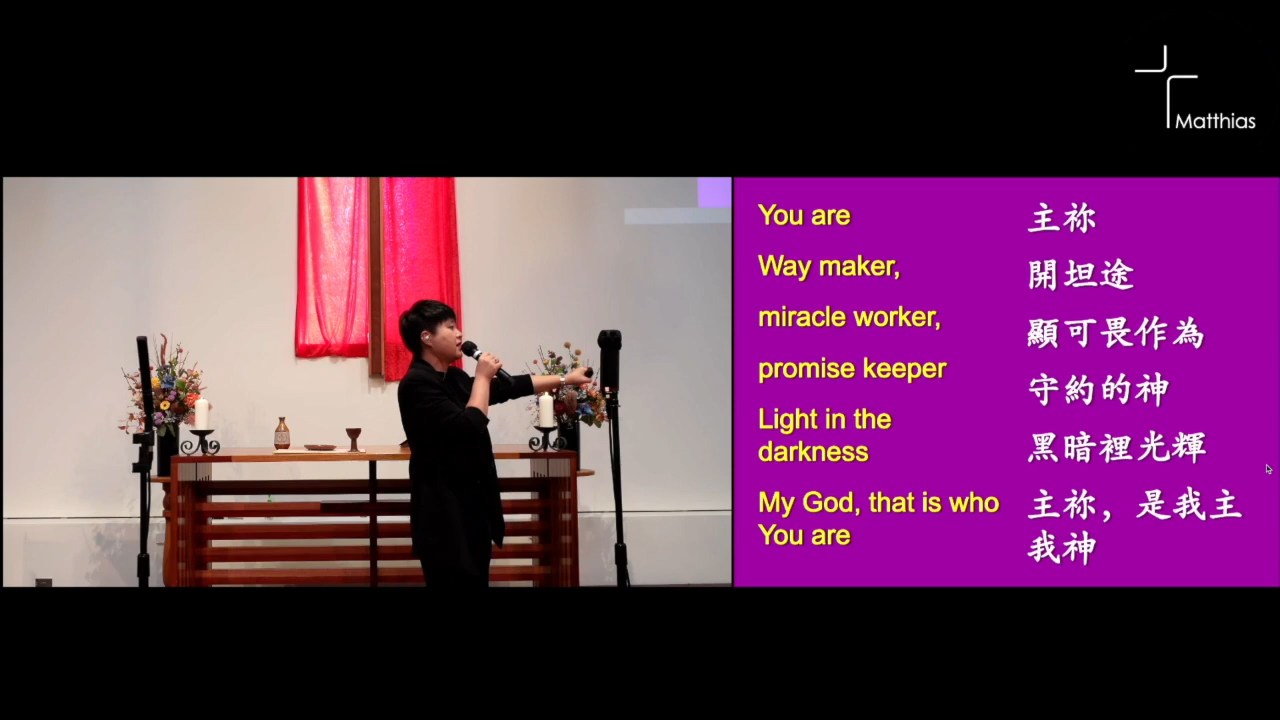 Matthias
You are
Way maker,
miracle worker,
promise keeper
Light in the
darkness
My God, that is who
You are
主祢
開坦途
顯可畏作為
守約的神
黑暗裡光輝
主祢，是我主
我神